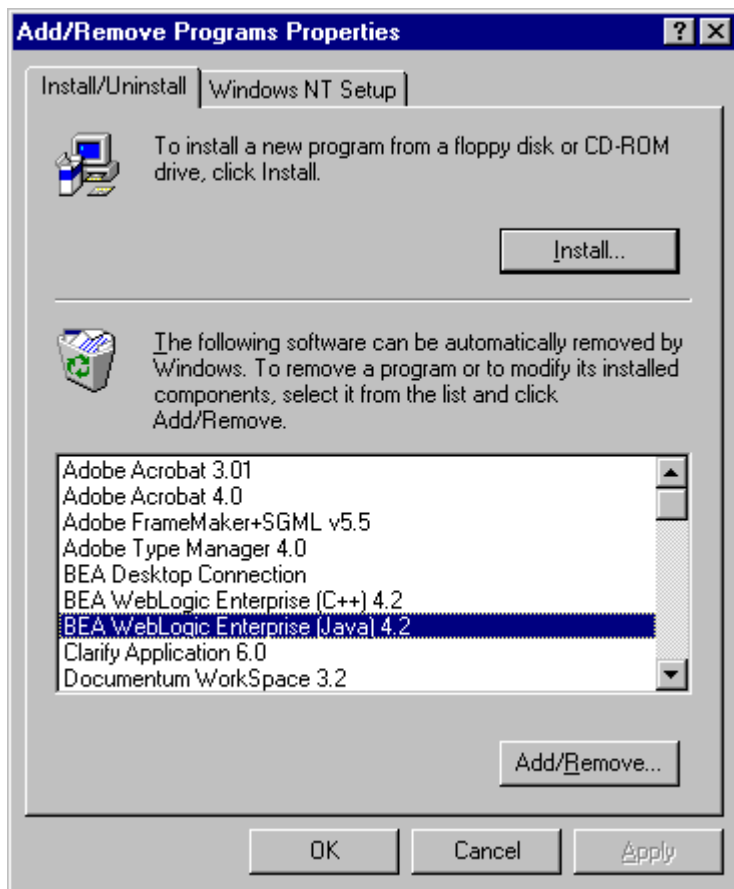 Add/Remove Programs Properties
Install/Uninstall
Windows NT Setup
To install a new program from a floppy disk or CD-ROM
drive, click Install.
Install...
The following software can be automatically removed by
Windows. To remove a program or to modify its installed
components, select it from the list and click
Add/Remove.
Adobe Acrobat 3.01
Adobe Acrobat 4.0
Adobe FrameMaker+SGML v5.5
Adobe Type Manager 4.0
BEA Desktop Connection
BEA WebLogic Enterprise (C++) 4.2
BEA WebLogic Enterprise (Java) 4.2
Clarify Application 6.0
Documentum WorkSpace 3.2
Add/Remove...
OK
Cancel
Apply